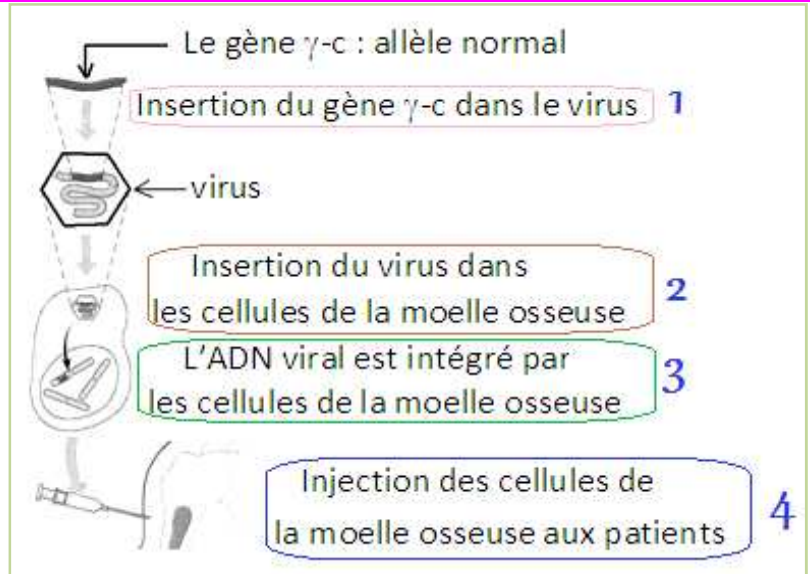 Le gène γ-c : allèle normal
Insertion du gène γ-c dans le virus 1
virus
Insertion du virus dans
les cellules de la moelle osseuse 2
L'ADN viral est intégré par
les cellules de la moelle osseuse 3
Injection des cellules de
la moelle osseuse aux patients 4